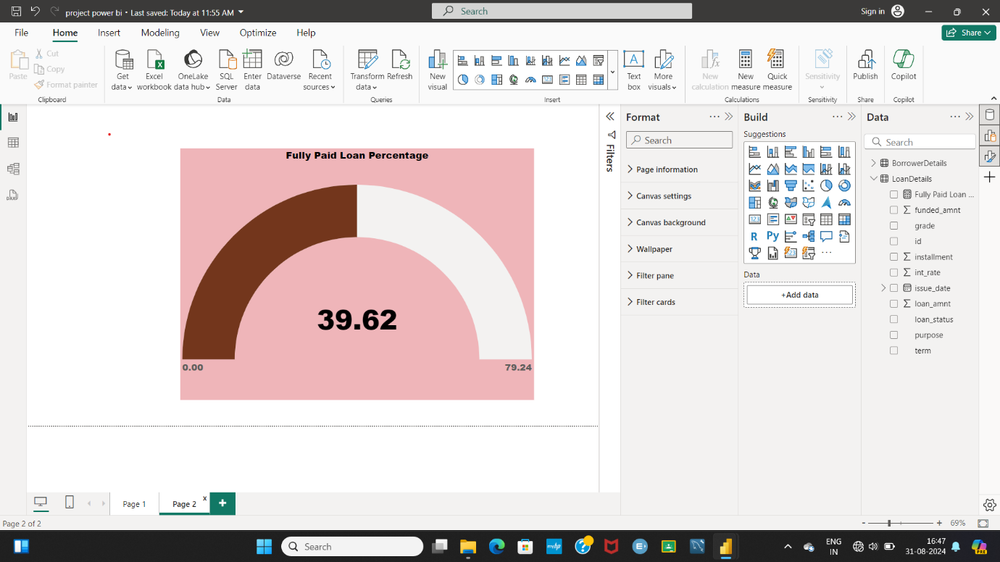 project power bi • Last saved: Today at 11:55 AM
Search
Sign in
File Home Insert Modeling View Optimize Help
Share
Paste
Cut
Copy
Format painter
Clipboard
Get data
Excel workbook
OneLake data hub
SQL Server
Enter data
Dataverse
Recent sources
Data
Transform data
Refresh
Queries
New visual
Text box
More visuals
Insert
New calculation
New measure
Quick measure
Calculations
Sensitivity
Sensitivity
Publish
Share
Copilot
Copilot
Fully Paid Loan Percentage
39.62
0.00
79.24
Filters
Format
Search
Page information
Canvas settings
Canvas background
Wallpaper
Filter pane
Filter cards
Build
Suggestions
123
R Py
Data
+Add data
Data
Search
BorrowerDetails
LoanDetails
Fully Paid Loan ...
funded_amnt
grade
id
installment
int_rate
issue_date
loan_amnt
loan_status
purpose
term
Page 1
Page 2
x
+
Page 2 of 2
- + 69%
Search
ENG
IN
16:47
31-08-2024
PRE